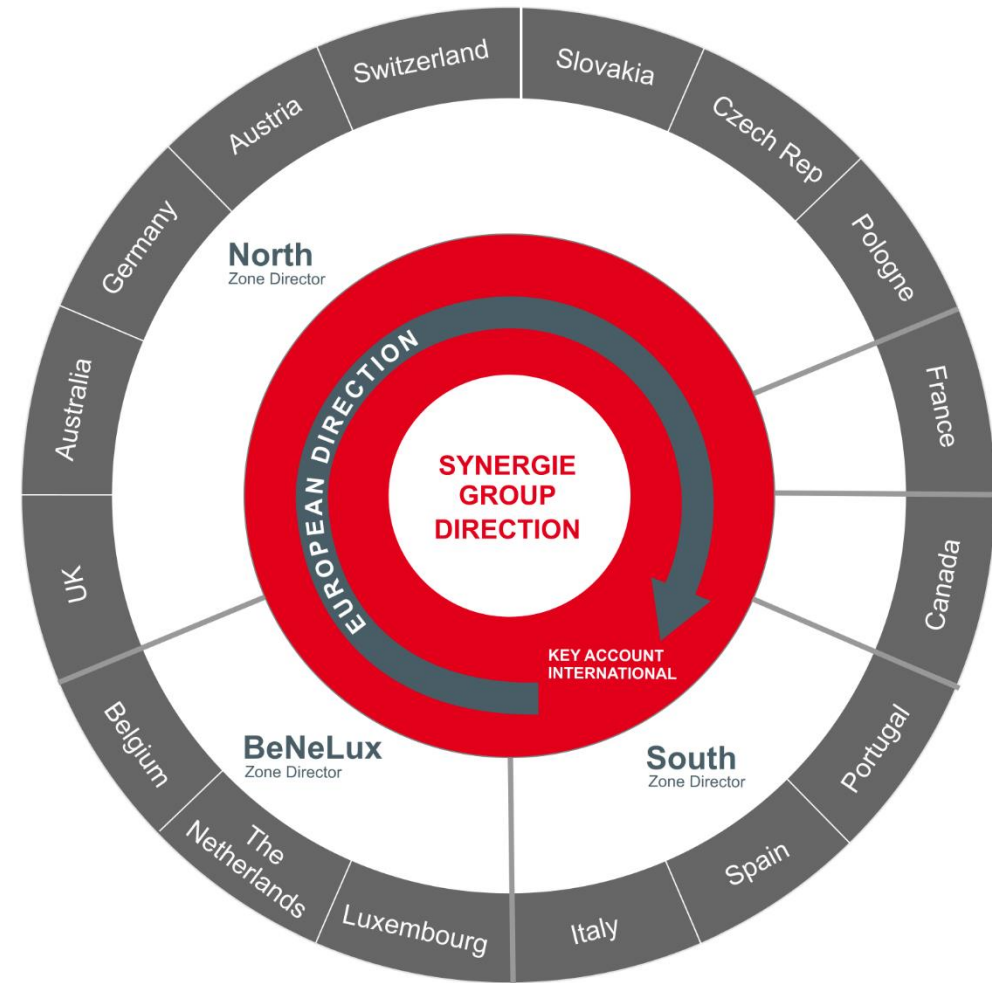 Switzerland
Slovakia
Czech Rep
Pologne
France
Canada
Portugal
Spain
Italy
Luxembourg
The
Netherlands
Belgium
UK
Australia
Germany
Austria
North
Zone Director
BeNeLux
Zone Director
South
Zone Director
EUROPEAN DIRECTION
KEY ACCOUNT
INTERNATIONAL
SYNERGIE
GROUP
DIRECTION